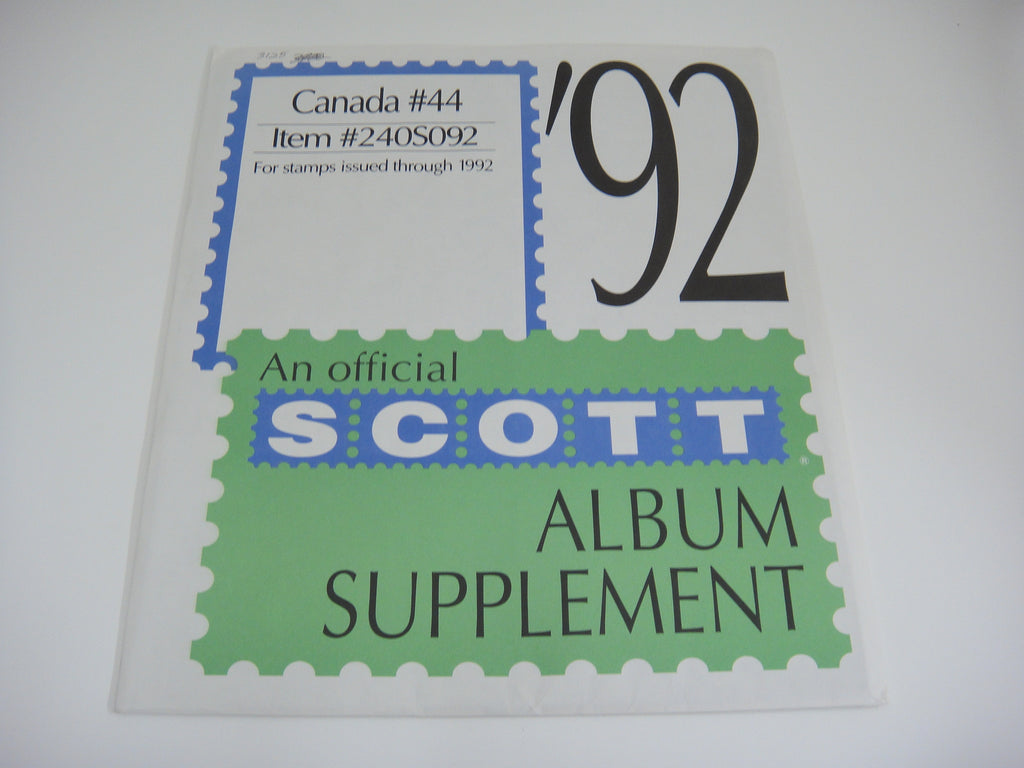 Canada #44
Item #240S092
For stamps issued through 1992
'92
An official
SCOTT®
ALBUM
SUPPLEMENT